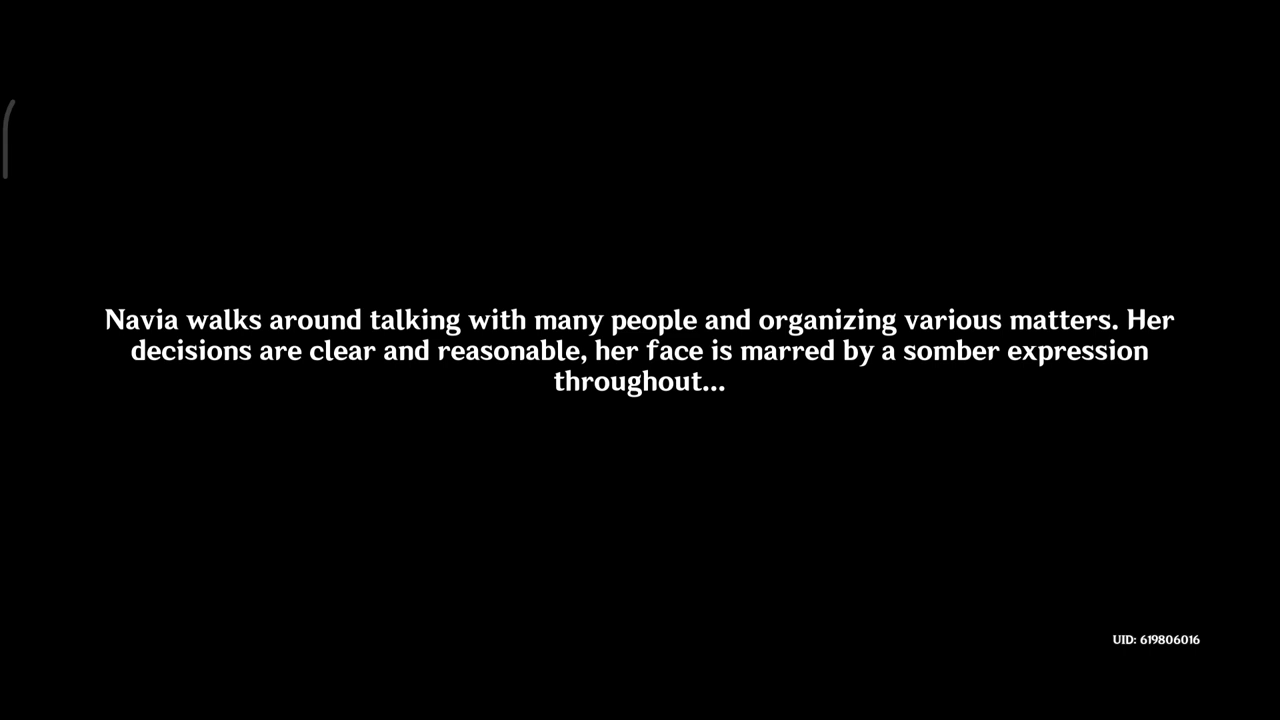 Navia walks around talking with many people and organizing various matters. Her
decisions are clear and reasonable, her face is marred by a somber expression
throughout...
UID: 619806016